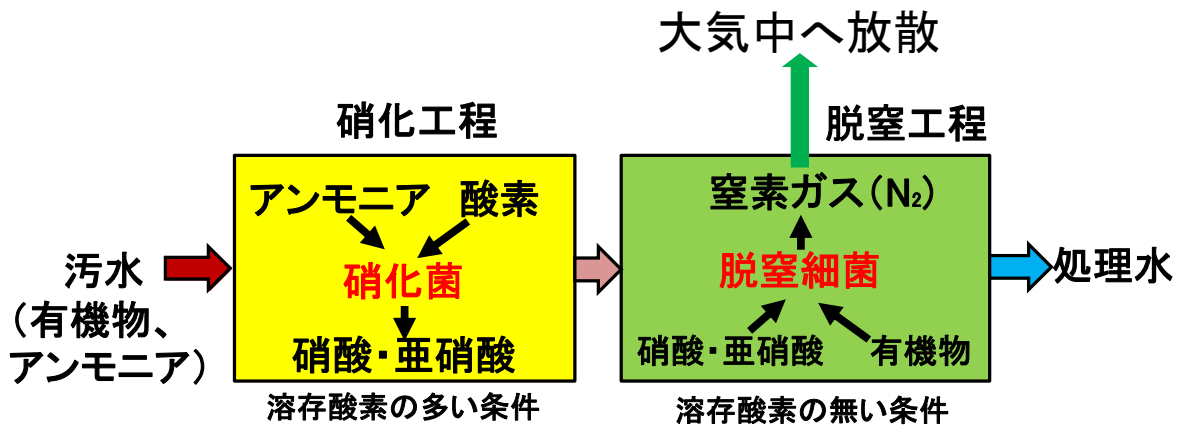 大気中へ放散
硝化工程
脱窒工程
アンモニア 酸素
硝化菌
硝酸・亜硝酸
窒素ガス(N₂)
脱窒細菌
硝酸・亜硝酸 有機物
汚水
(有機物、
アンモニア)
処理水
溶存酸素の多い条件
溶存酸素の無い条件